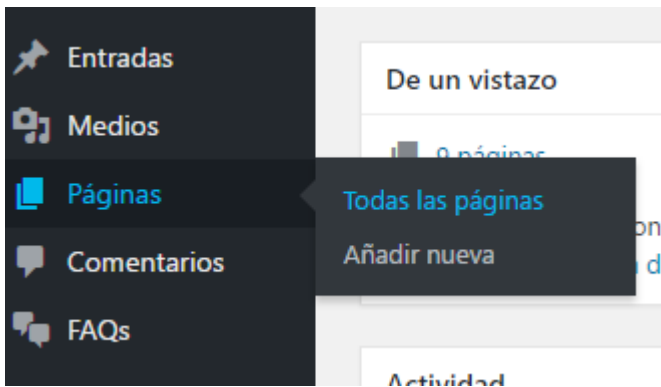 Entradas
Medios
Páginas
Comentarios
FAQs
Todas las páginas
Añadir nueva
De un vistazo
9 páginas
Actividad